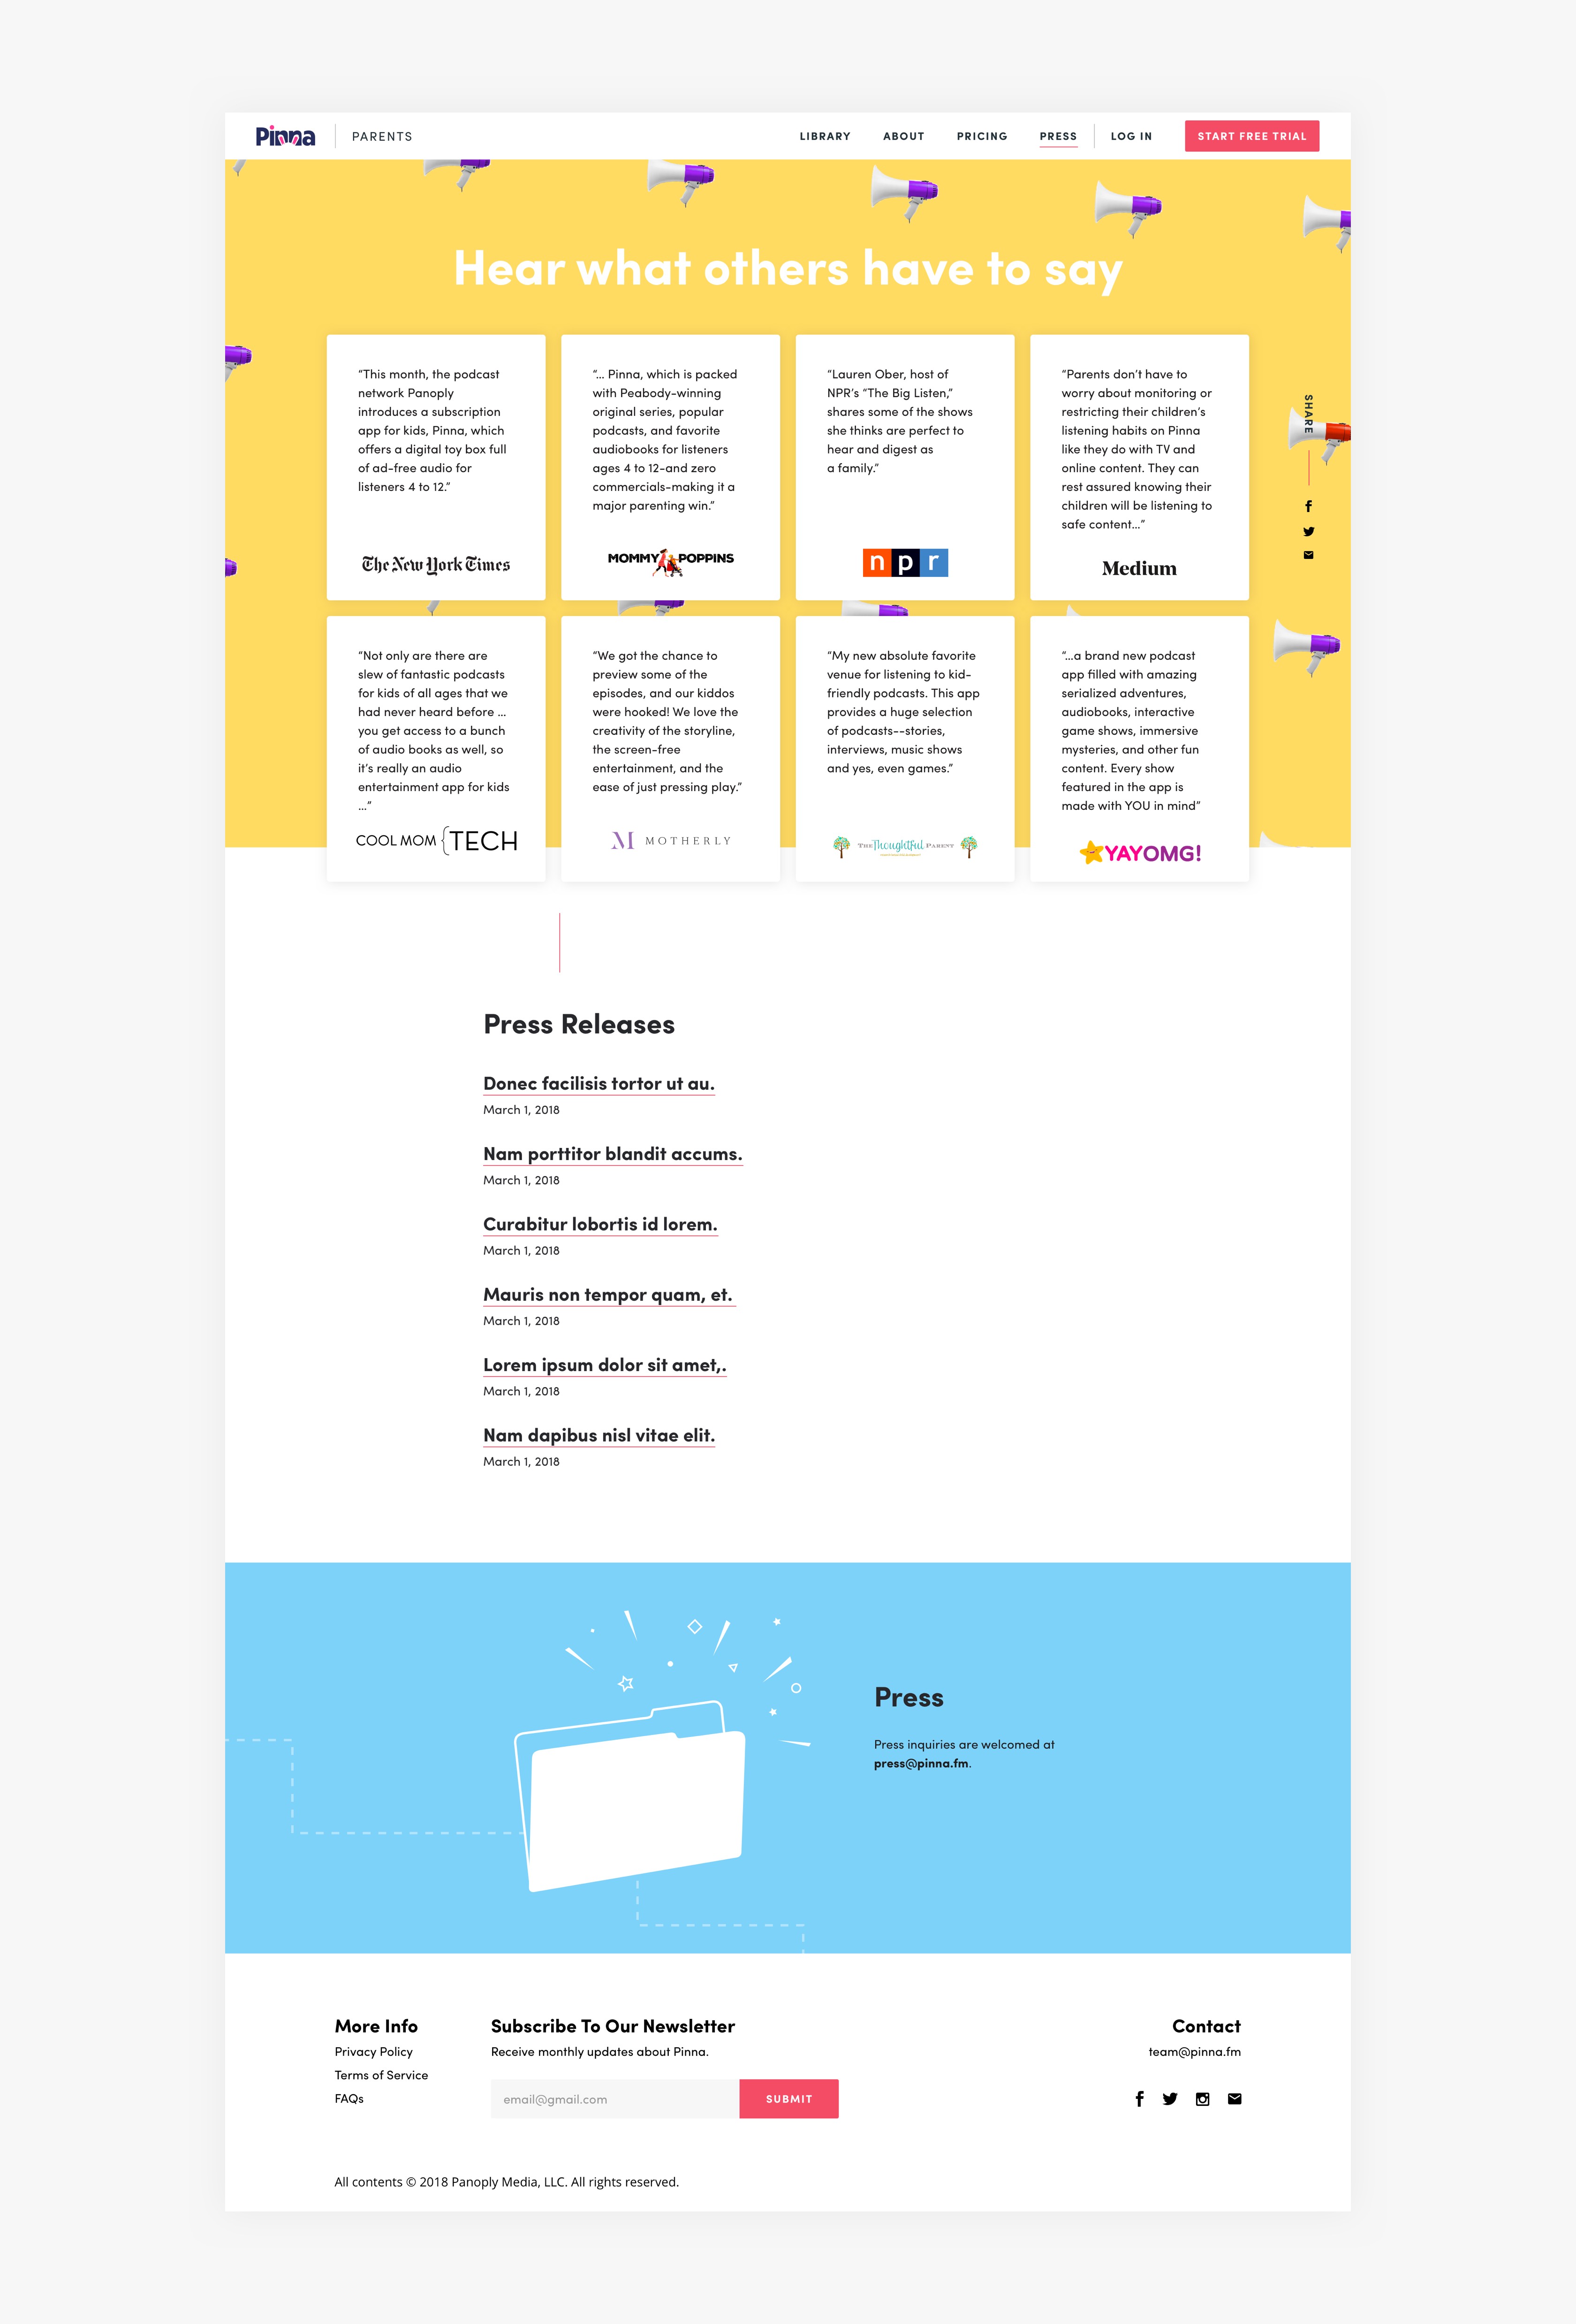 Pinna
PARENTS
LIBRARY
ABOUT
PRICING
PRESS
LOG IN
START FREE TRIAL
Hear what others have to say
“This month, the podcast
network Panoply
introduces a subscription
app for kids, Pinna, which
offers a digital toy box full
of ad-free audio for
listeners 4 to 12.”
The New York Times
“... Pinna, which is packed
with Peabody-winning
original series, popular
podcasts, and favorite
audiobooks for listeners
ages 4 to 12-and zero
commercials-making it a
major parenting win.”
MOMMY POPPINS
“Lauren Ober, host of
NPR’s “The Big Listen,”
shares some of the shows
she thinks are perfect to
hear and digest as
a family.”
npr
“Parents don’t have to
worry about monitoring or
restricting their children’s
listening habits on Pinna
like they do with TV and
online content. They can
rest assured knowing their
children will be listening to
safe content...”
Medium
SHARE
“Not only are there are
slew of fantastic podcasts
for kids of all ages that we
had never heard before ...
you get access to a bunch
of audio books as well, so
it’s really an audio
entertainment app for kids
...”
COOL MOM {TECH
“We got the chance to
preview some of the
episodes, and our kiddos
were hooked! We love the
creativity of the storyline,
the screen-free
entertainment, and the
ease of just pressing play.”
M MOTHERLY
“My new absolute favorite
venue for listening to kid-
friendly podcasts. This app
provides a huge selection
of podcasts--stories,
interviews, music shows
and yes, even games.”
THE Thoughtful PARENT
“...a brand new podcast
app filled with amazing
serialized adventures,
audiobooks, interactive
game shows, immersive
mysteries, and other fun
content. Every show
featured in the app is
made with YOU in mind”
YAYOMG!
Press Releases
Donec facilisis tortor ut au.
March 1, 2018
Nam porttitor blandit accums.
March 1, 2018
Curabitur lobortis id lorem.
March 1, 2018
Mauris non tempor quam, et.
March 1, 2018
Lorem ipsum dolor sit amet,.
March 1, 2018
Nam dapibus nisl vitae elit.
March 1, 2018
Press
Press inquiries are welcomed at
press@pinna.fm.
More Info
Privacy Policy
Terms of Service
FAQs
Subscribe To Our Newsletter
Receive monthly updates about Pinna.
email@gmail.com
SUBMIT
Contact
team@pinna.fm
All contents © 2018 Panoply Media, LLC. All rights reserved.